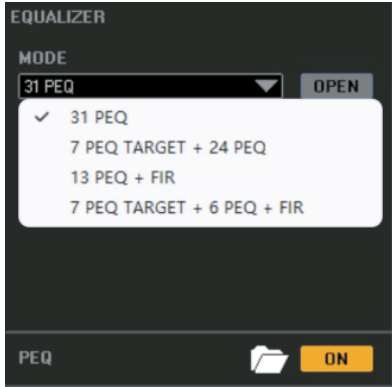 EQUALIZER
MODE
31 PEQ OPEN
31 PEQ
7 PEQ TARGET + 24 PEQ
13 PEQ + FIR
7 PEQ TARGET + 6 PEQ + FIR
PEQ ON